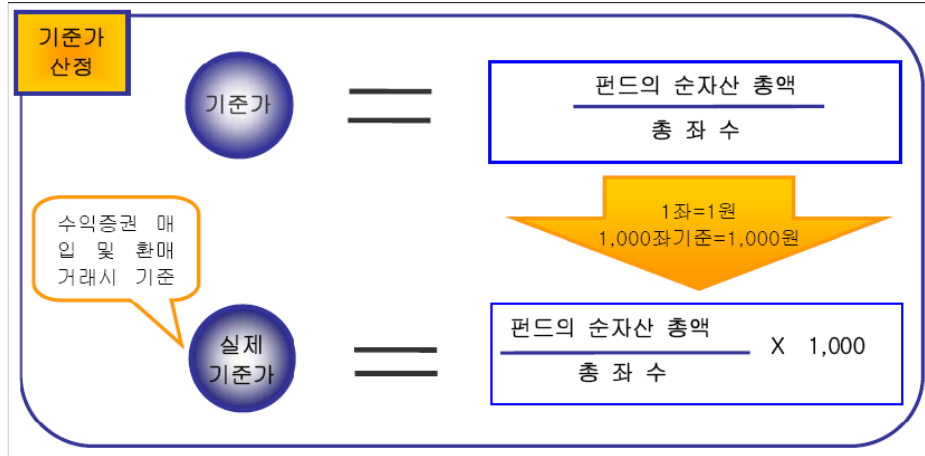 기준가
산정
기준가
펀드의 순자산 총액
총 좌 수
1좌=1원
1,000좌기준=1,000원
수익증권 매
입 및 환매
거래시 기준
실제
기준가
펀드의 순자산 총액
X 1,000
총 좌 수